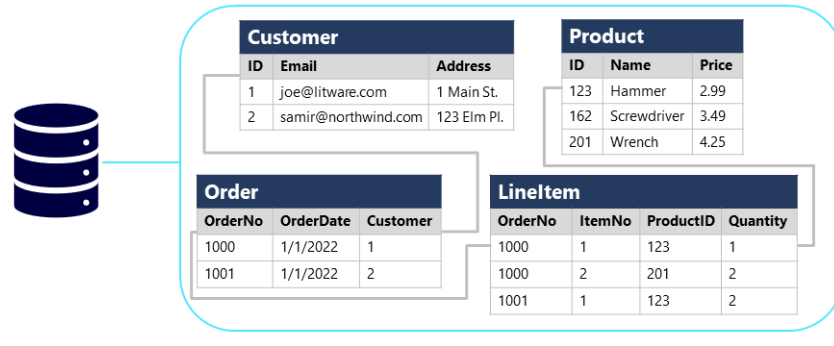 Customer
ID Email Address
1 joe@litware.com 1 Main St.
2 samir@northwind.com 123 Elm Pl.
Product
ID Name Price
123 Hammer 2.99
162 Screwdriver 3.49
201 Wrench 4.25
Order
OrderNo OrderDate Customer
1000 1/1/2022 1
1001 1/1/2022 2
LineItem
OrderNo ItemNo ProductID Quantity
1000 1 123 1
1000 2 201 2
1001 1 123 2